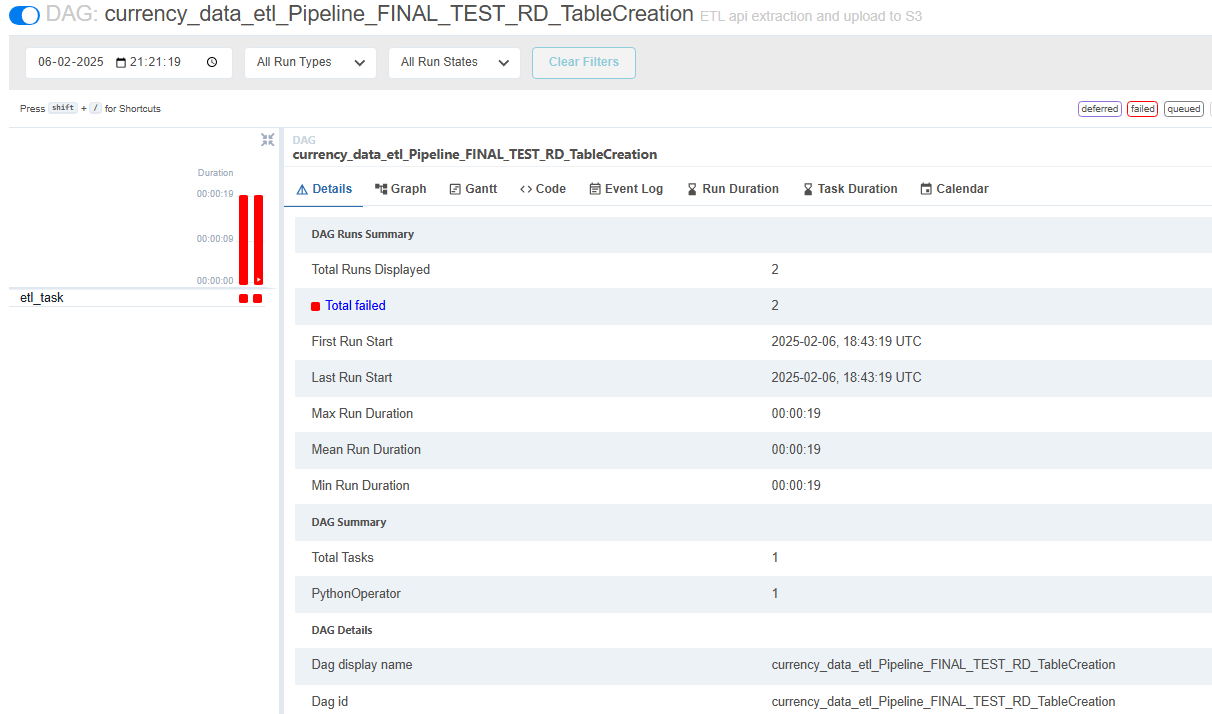 DAG: currency_data_etl_Pipeline_FINAL_TEST_RD_TableCreation ETL api extraction and upload to S3
06-02-2025 21:21:19 All Run Types All Run States Clear Filters
Press shift + / for Shortcuts
deferred failed queued
DAG
currency_data_etl_Pipeline_FINAL_TEST_RD_TableCreation
Duration
00:00:19
00:00:09
00:00:00
etl_task
Details Graph Gantt <> Code Event Log Run Duration Task Duration Calendar
DAG Runs Summary
Total Runs Displayed 2
Total failed 2
First Run Start 2025-02-06, 18:43:19 UTC
Last Run Start 2025-02-06, 18:43:19 UTC
Max Run Duration 00:00:19
Mean Run Duration 00:00:19
Min Run Duration 00:00:19
DAG Summary
Total Tasks 1
PythonOperator 1
DAG Details
Dag display name currency_data_etl_Pipeline_FINAL_TEST_RD_TableCreation
Dag id currency_data_etl_Pipeline_FINAL_TEST_RD_TableCreation